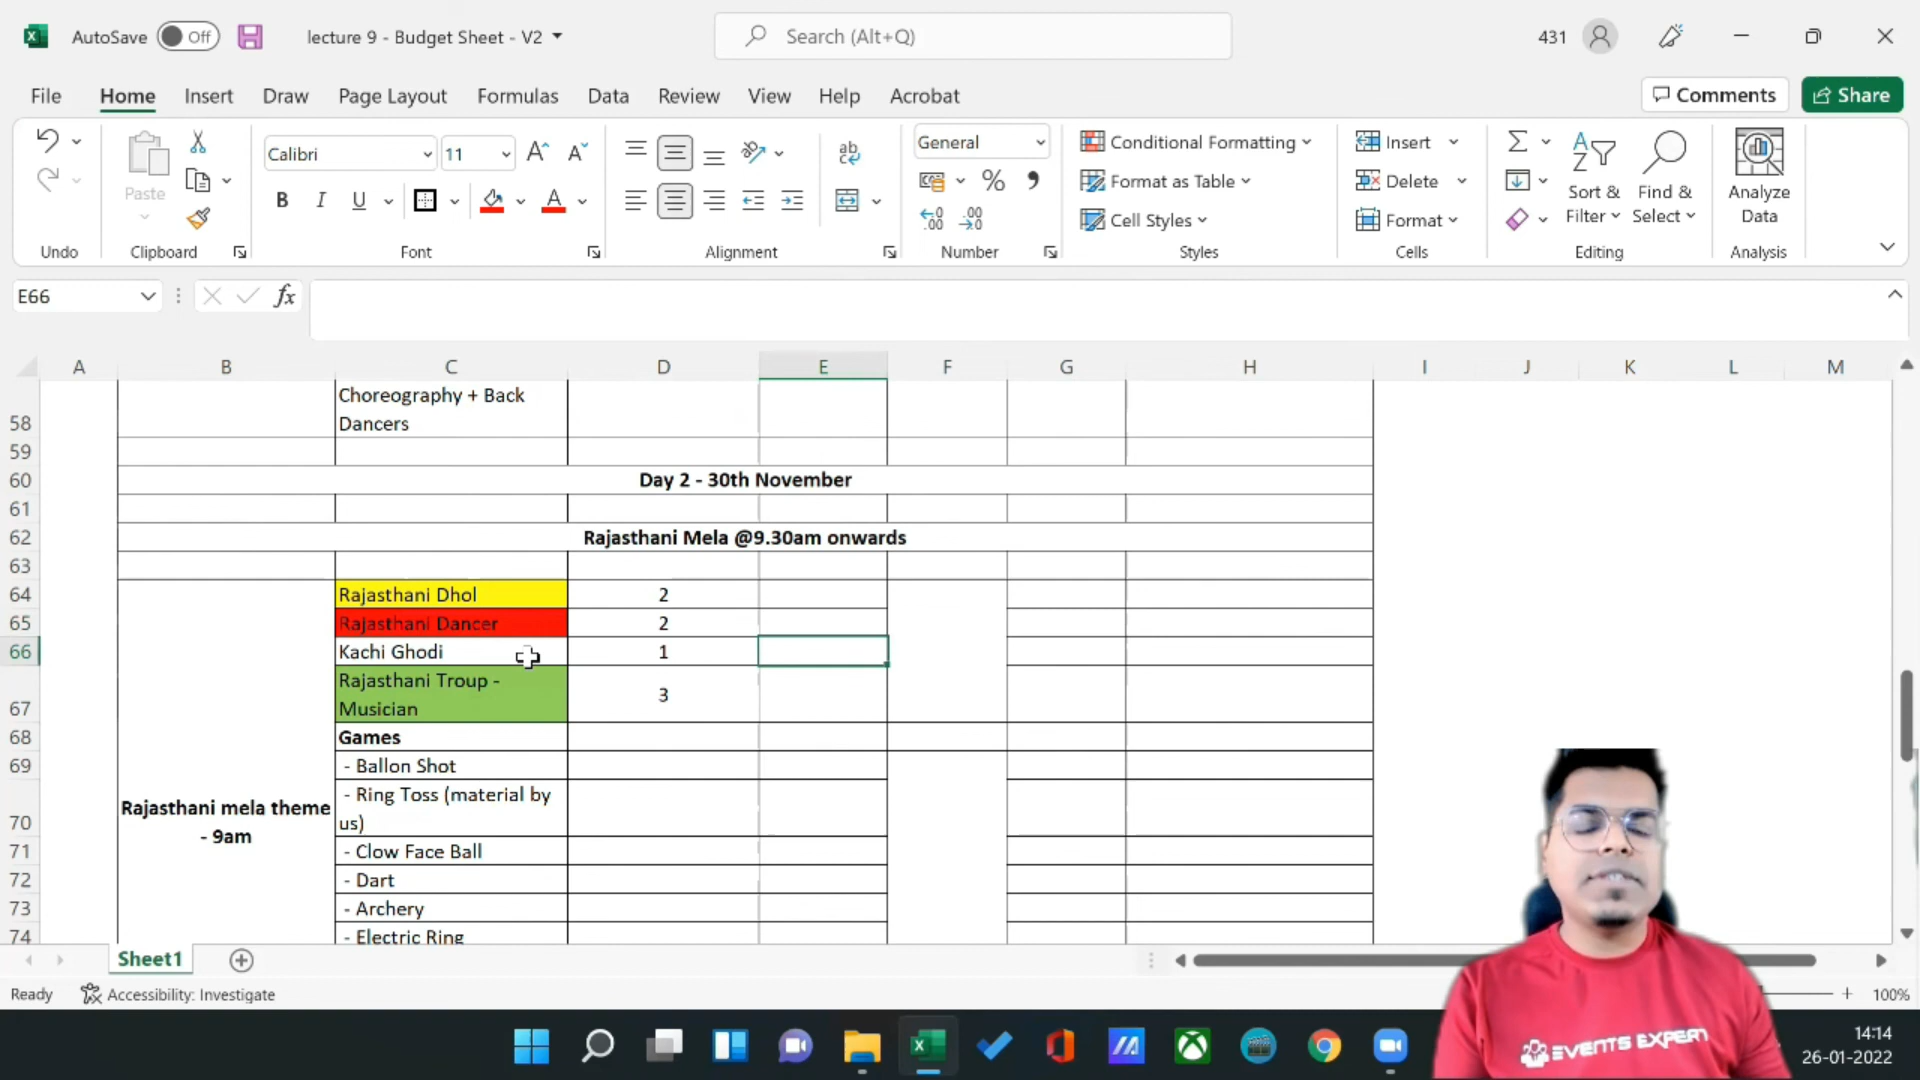 AutoSave Off lecture 9 - Budget Sheet - V2 Search (Alt+Q) 431
File Home Insert Draw Page Layout Formulas Data Review View Help Acrobat Comments Share
Paste
Calibri 11
B I U A
ab
General
% ,
Conditional Formatting
Format as Table
Cell Styles
Insert
Delete
Format
Sort & Filter
Find & Select
Analyze Data
Undo Clipboard Font Alignment Number Styles Cells Editing Analysis
E66 fx
A B C D E F G H I J K L M
58 Choreography + Back
Dancers
59
60 Day 2 - 30th November
61
62 Rajasthani Mela @9.30am onwards
63
64 Rajasthani Dhol 2
65 Rajasthani Dancer 2
66 Kachi Ghodi 1
67 Rajasthani Troup -
Musician 3
68 Games
69 - Ballon Shot
70 - Ring Toss (material by
us)
Rajasthani mela theme
- 9am
71 - Clow Face Ball
72 - Dart
73 - Archery
74 - Electric Ring
Sheet1
Ready Accessibility: Investigate 100%
EVENTS EXPERT
14:14
26-01-2022